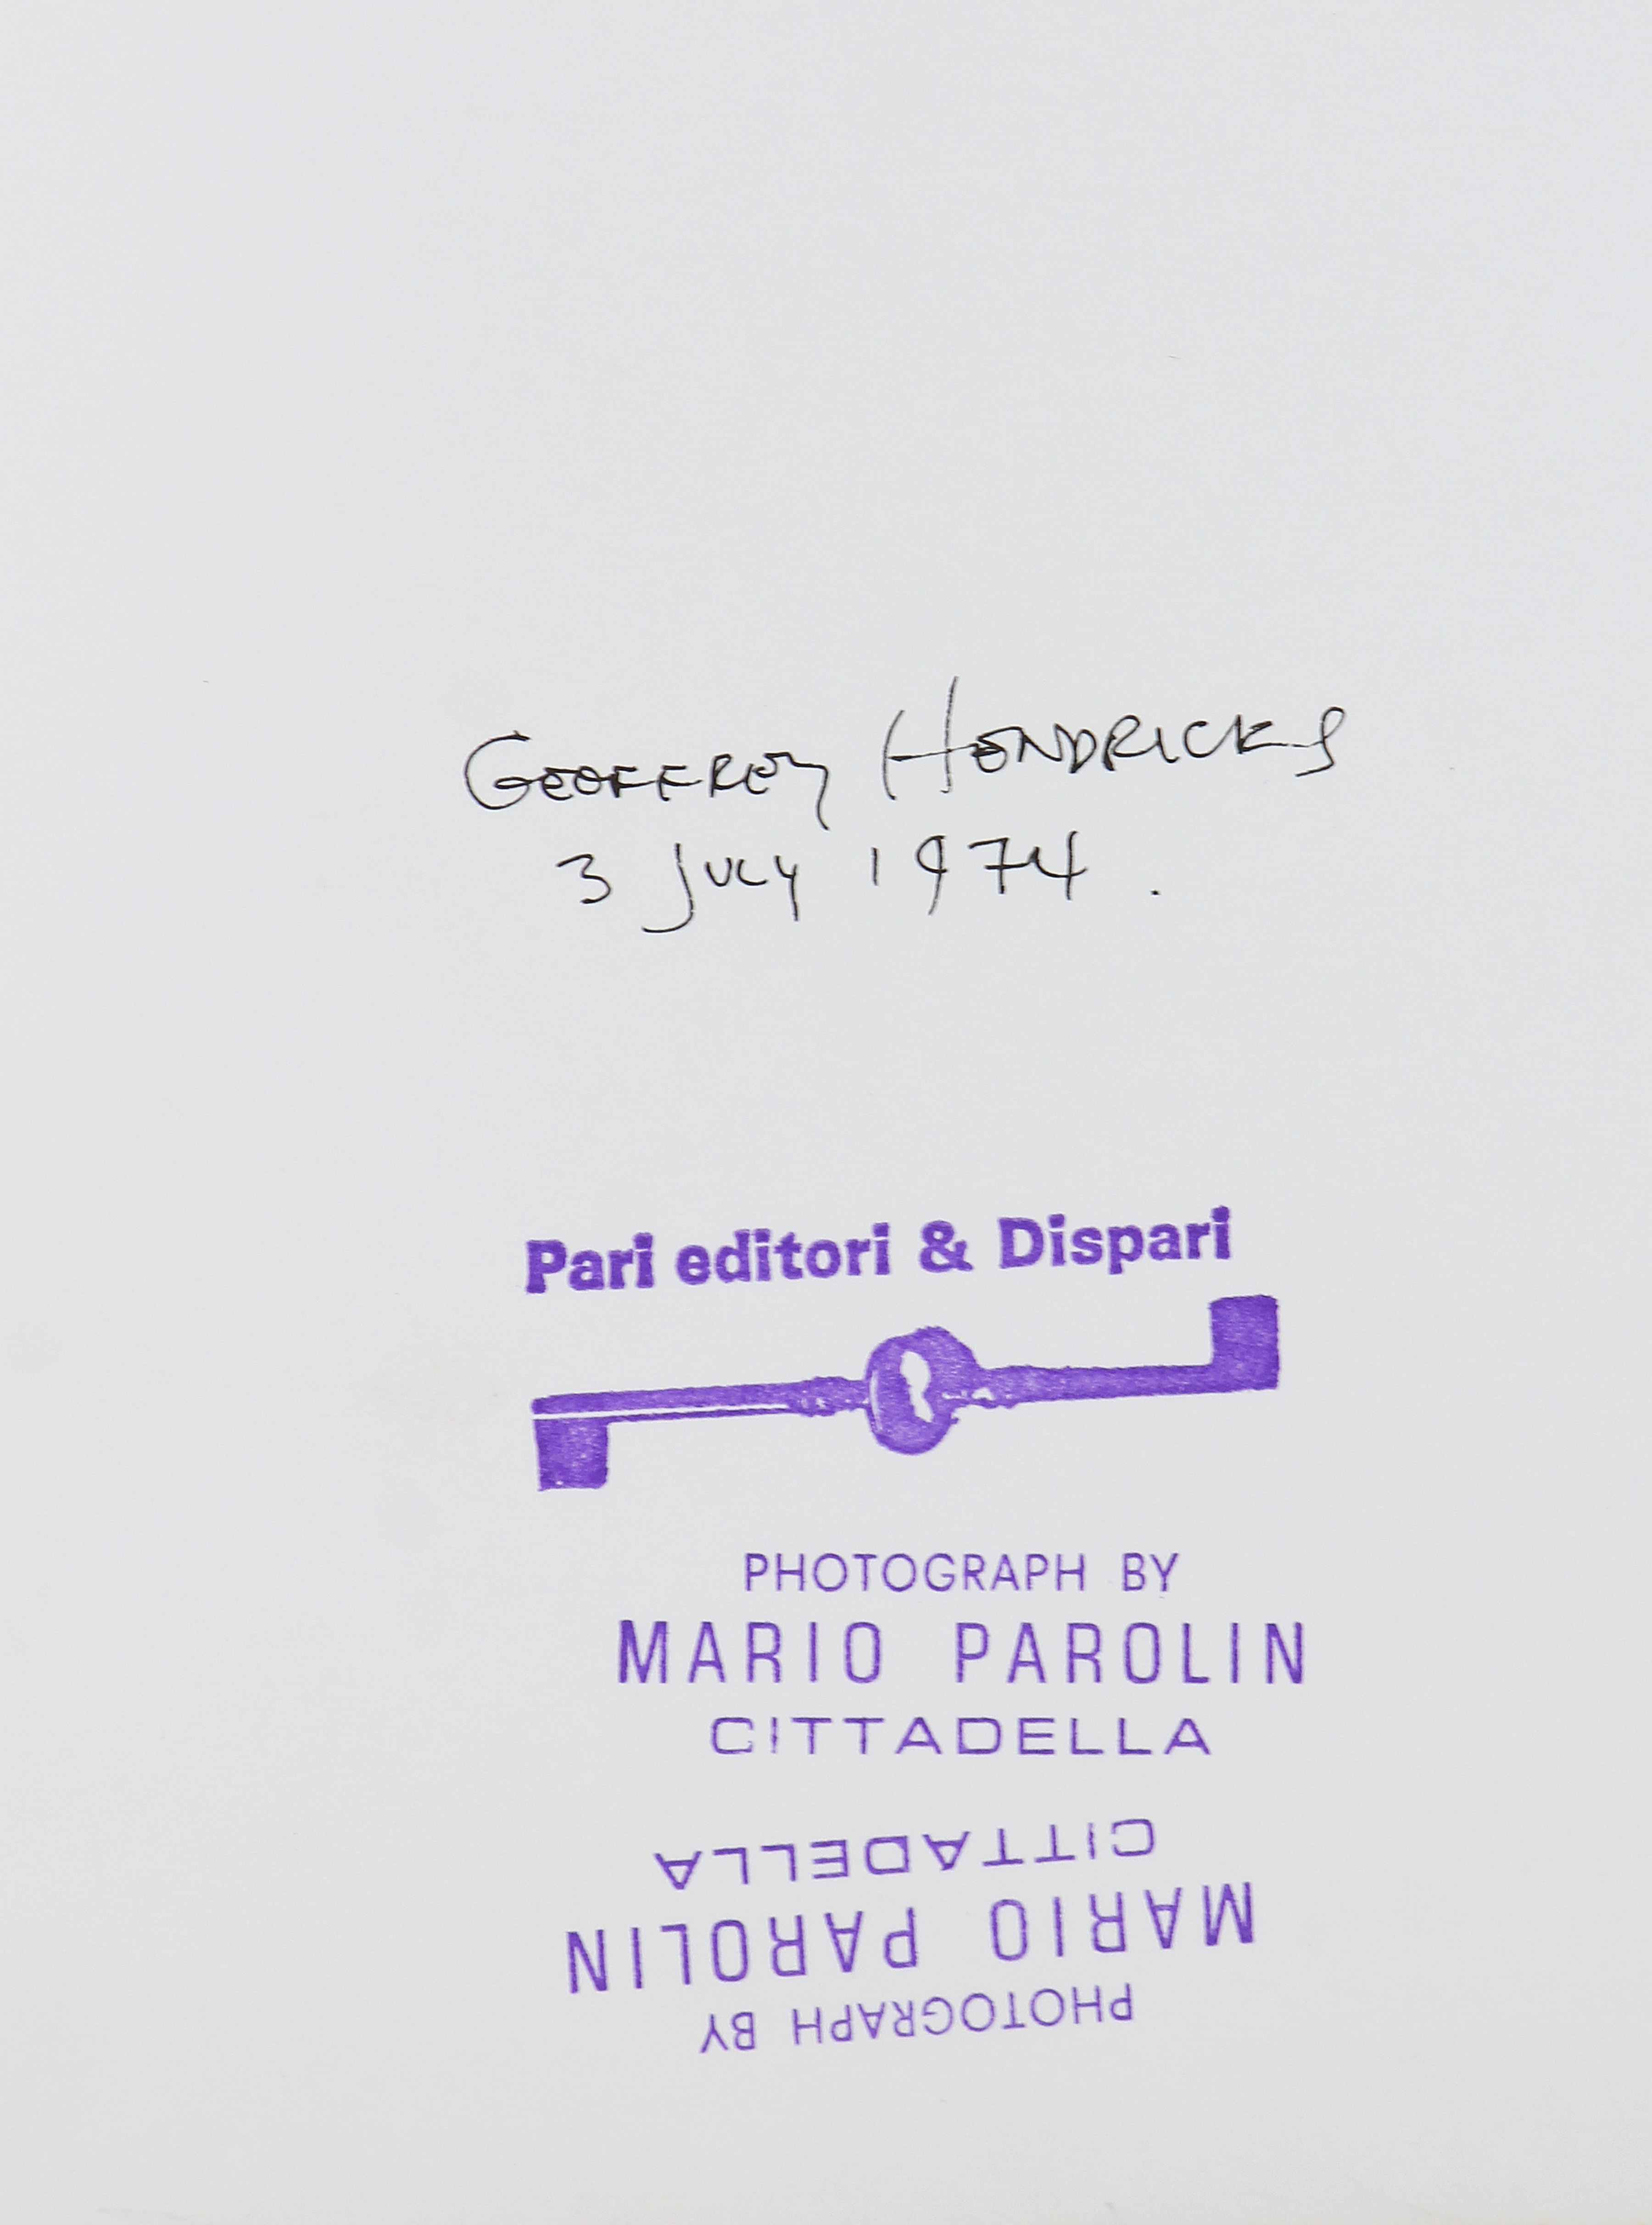 GEOFFREY HENDRICKS
3 JULY 1974.
Pari editori & Dispari
PHOTOGRAPH BY
MARIO PAROLIN
CITTADELLA
PHOTOGRAPH BY
MARIO PAROLIN
CITTADELLA